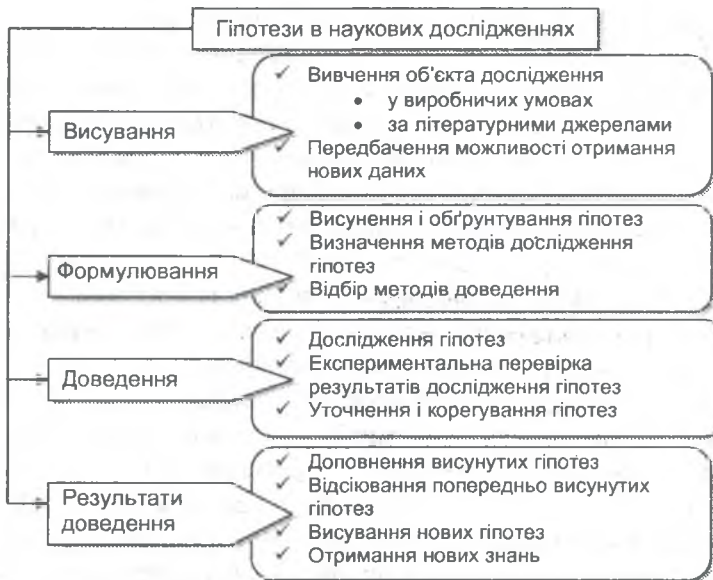 Гіпотези в наукових дослідженнях
Висування
✓ Вивчення об'єкта дослідження
• у виробничих умовах
• за літературними джерелами
✓ Передбачення можливості отримання
нових даних
Формулювання
✓ Висунення і обґрунтування гіпотез
✓ Визначення методів дослідження
гіпотез
✓ Відбір методів доведення
Доведення
✓ Дослідження гіпотез
✓ Експериментальна перевірка
результатів дослідження гіпотез
✓ Уточнення і корегування гіпотез
Результати
доведення
✓ Доповнення висунутих гіпотез
✓ Відсіювання попередньо висунутих
гіпотез
✓ Висування нових гіпотез
✓ Отримання нових знань